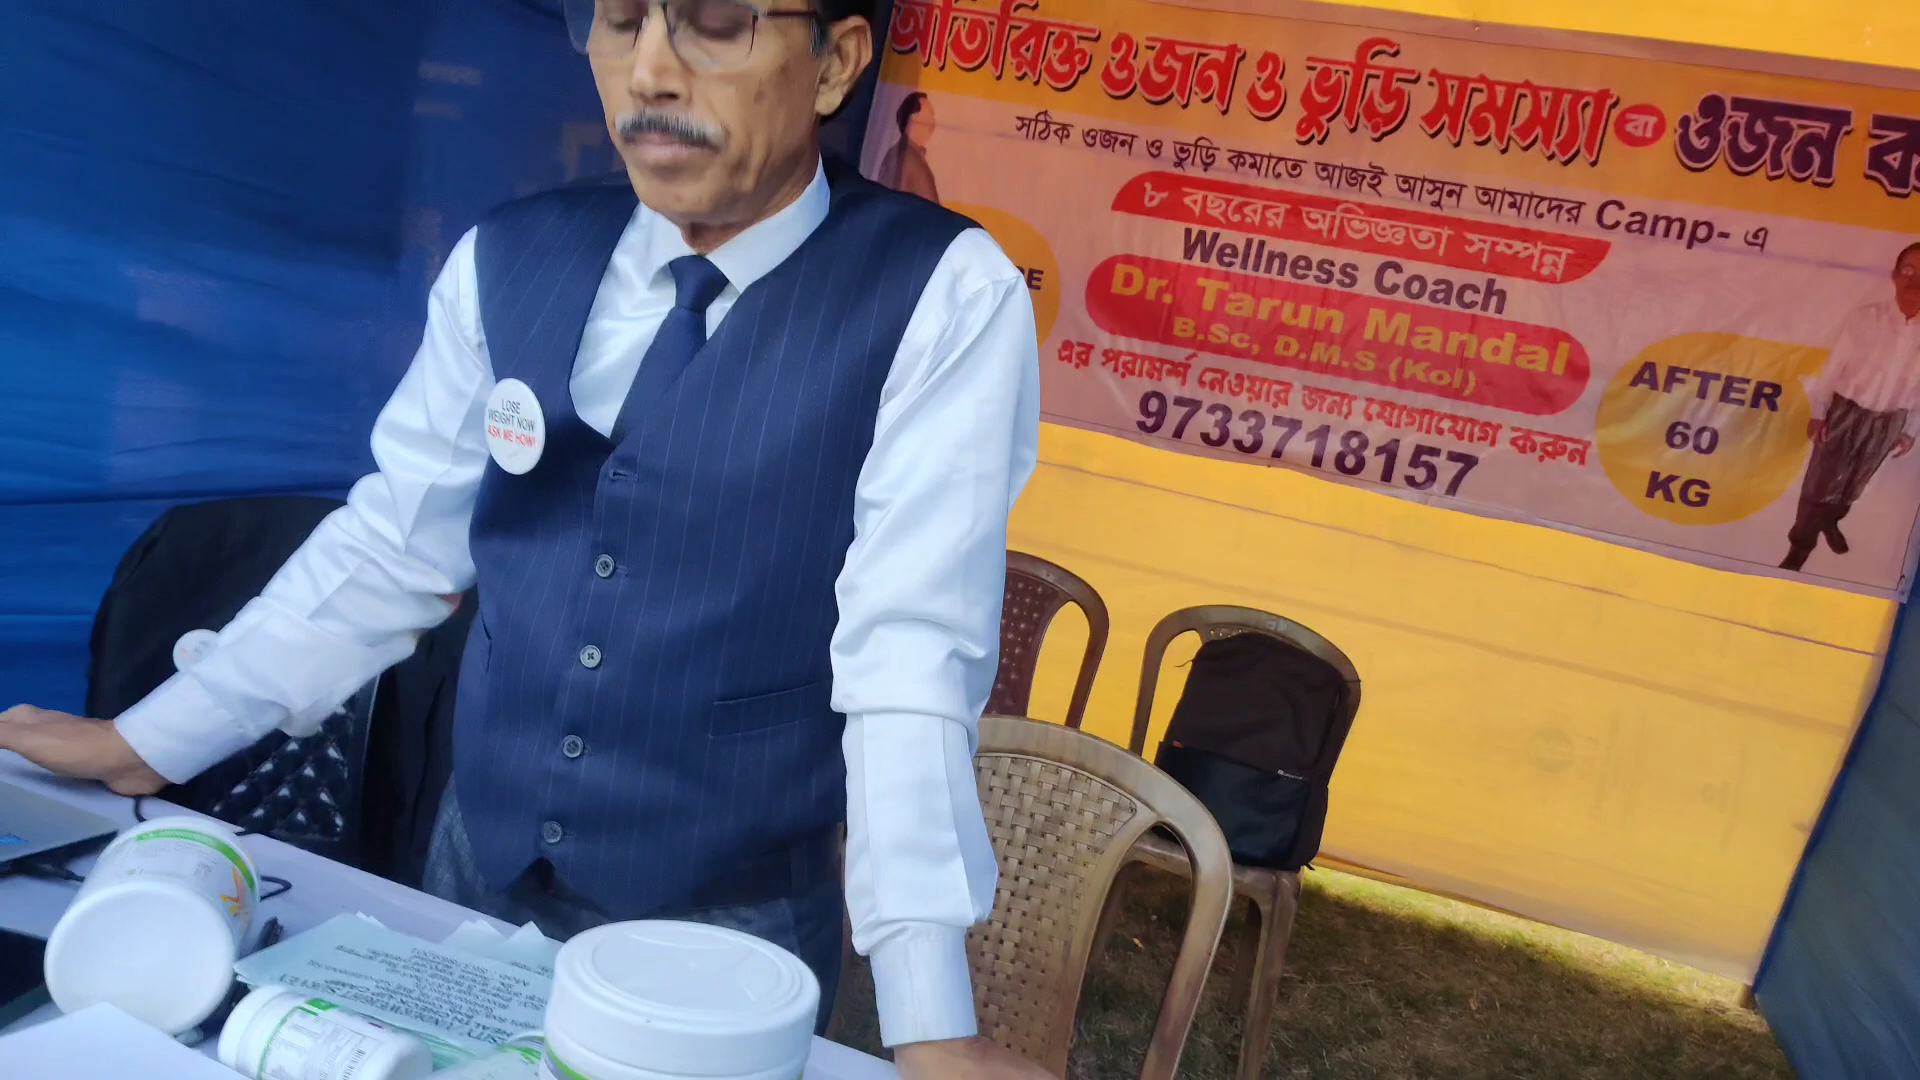 অতিরিক্ত ওজন ও ভুড়ি সমস্যা বা ওজন
সঠিক ওজন ও ভুড়ি কমাতে আজই আসুন আমাদের Camp- এ
৮ বছরের অভিজ্ঞতা সম্পন্ন
Wellness Coach
Dr. Tarun Mandal
B.Sc, D.M.S (Kol)
এর পরামর্শ নেওয়ার জন্য যোগাযোগ করুন
9733718157
AFTER
60
KG
LOSE
WEIGHT NOW
ASK ME HOW!